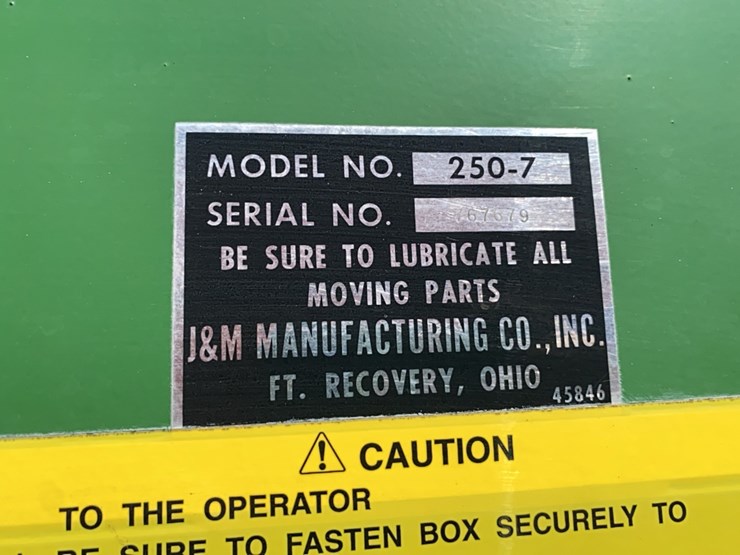 MODEL NO. 250-7
SERIAL NO.
BE SURE TO LUBRICATE ALL
MOVING PARTS
J&M MANUFACTURING CO., INC.
FT. RECOVERY, OHIO 45846
CAUTION
TO THE OPERATOR
BE SURE TO FASTEN BOX SECURELY TO